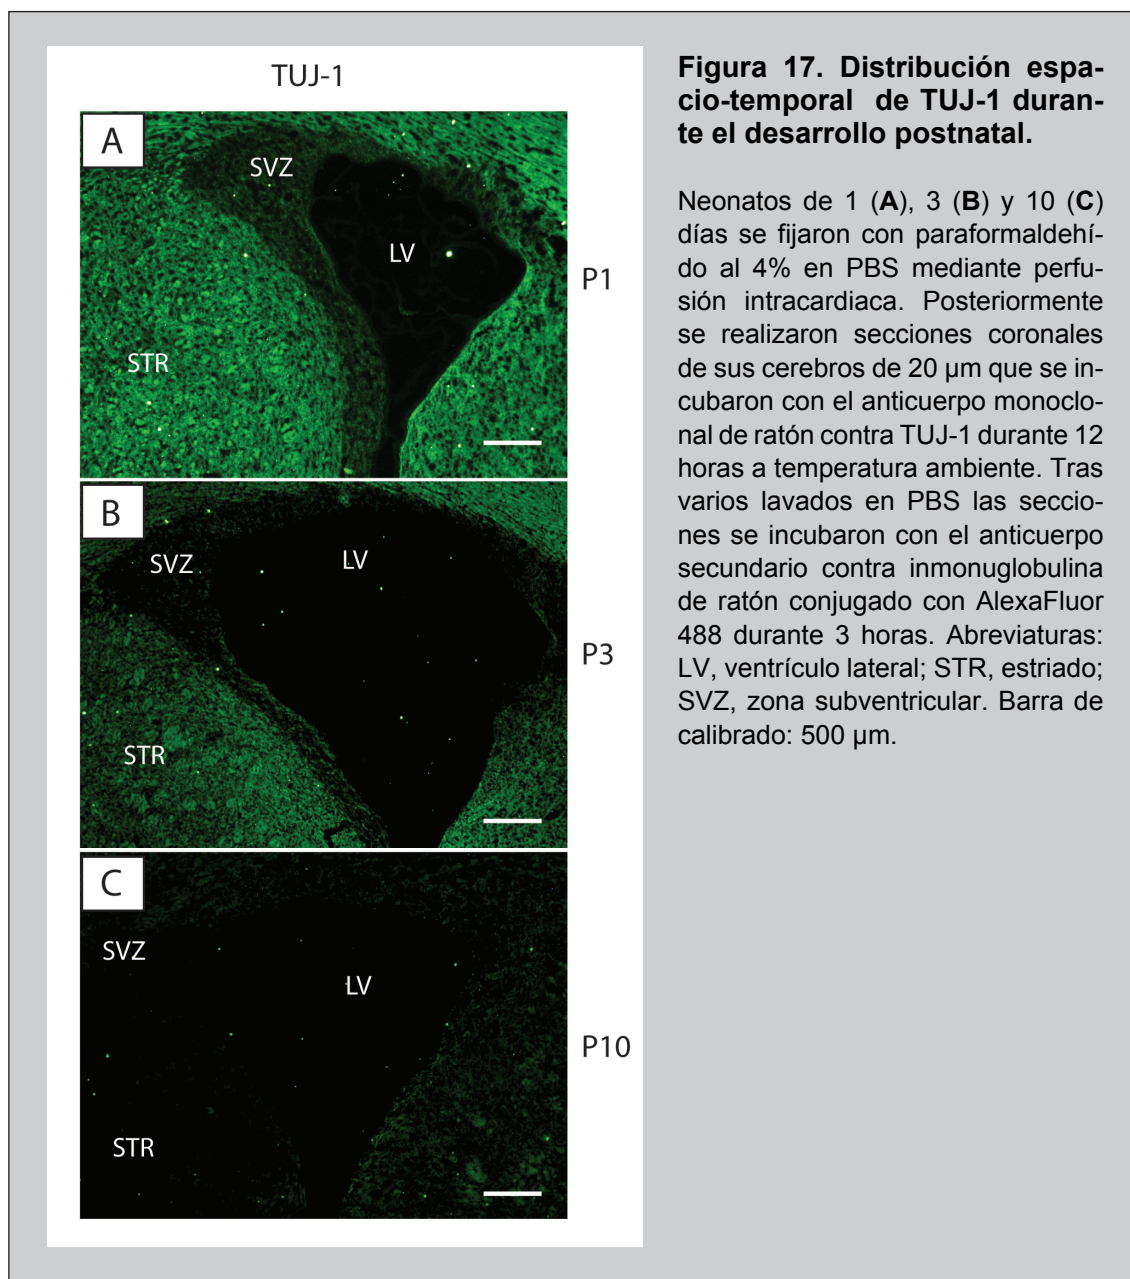 TUJ-1
A
SVZ
LV
STR
P1
B
SVZ
LV
STR
P3
C
SVZ
LV
STR
P10
Figura 17. Distribución espa-
cio-temporal de TUJ-1 duran-
te el desarrollo postnatal.
Neonatos de 1 (A), 3 (B) y 10 (C)
días se fijaron con paraformaldehí-
do al 4% en PBS mediante perfu-
sión intracardiaca. Posteriormente
se realizaron secciones coronales
de sus cerebros de 20 µm que se in-
cubaron con el anticuerpo monoclo-
nal de ratón contra TUJ-1 durante 12
horas a temperatura ambiente. Tras
varios lavados en PBS las seccio-
nes se incubaron con el anticuerpo
secundario contra inmonuglobulina
de ratón conjugado con AlexaFluor
488 durante 3 horas. Abreviaturas:
LV, ventrículo lateral; STR, estriado;
SVZ, zona subventricular. Barra de
calibrado: 500 µm.